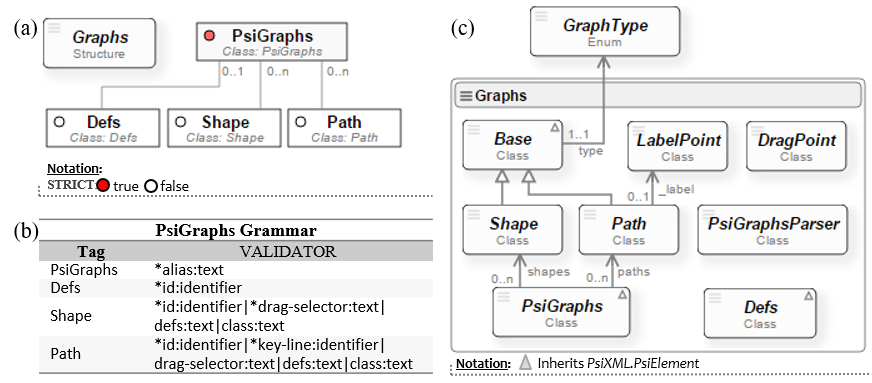 (a)
Graphs
Structure
PsiGraphs
Class: PsiGraphs
0..1
0..n
0..n
Defs
Class: Defs
Shape
Class: Shape
Path
Class: Path
Notation:
STRICT: true false
(b)
PsiGraphs Grammar
Tag VALIDATOR
PsiGraphs *alias:text
Defs *id:identifier
Shape *id:identifier|*drag-selector:text|
defs:text|class:text
Path *id:identifier|*key-line:identifier|
drag-selector:text|defs:text|class:text
(c)
GraphType
Enum
Graphs
Base
Class
1..1
type
LabelPoint
Class
DragPoint
Class
0..1
_label
Shape
Class
Path
Class
PsiGraphsParser
Class
0..n
shapes
0..n
paths
PsiGraphs
Class
Defs
Class
Notation: Inherits PsiXML.PsiElement